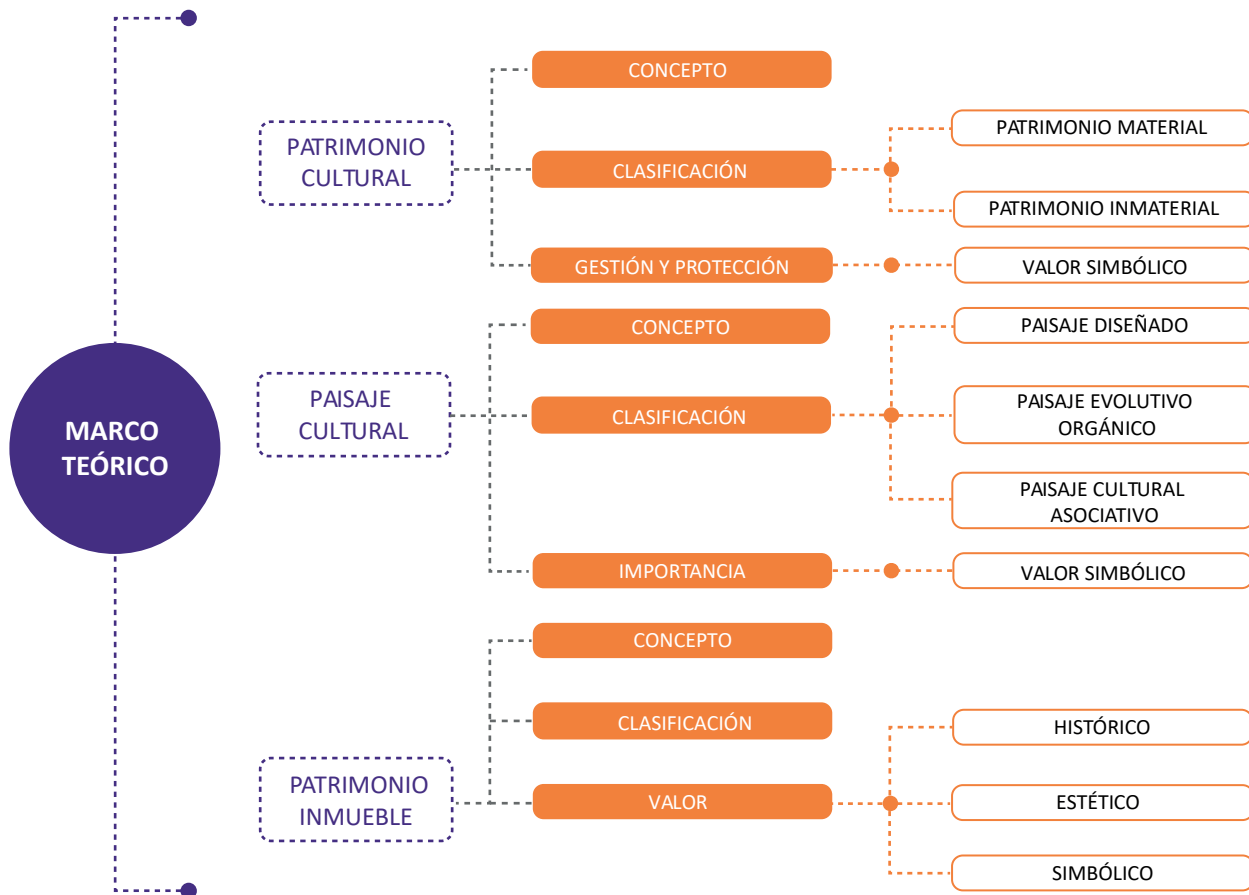 MARCO
TEÓRICO
PATRIMONIO
CULTURAL
CONCEPTO
CLASIFICACIÓN
PATRIMONIO MATERIAL
PATRIMONIO INMATERIAL
GESTIÓN Y PROTECCIÓN
VALOR SIMBÓLICO
PAISAJE
CULTURAL
CONCEPTO
CLASIFICACIÓN
PAISAJE DISEÑADO
PAISAJE EVOLUTIVO
ORGÁNICO
PAISAJE CULTURAL
ASOCIATIVO
IMPORTANCIA
VALOR SIMBÓLICO
PATRIMONIO
INMUEBLE
CONCEPTO
CLASIFICACIÓN
VALOR
HISTÓRICO
ESTÉTICO
SIMBÓLICO